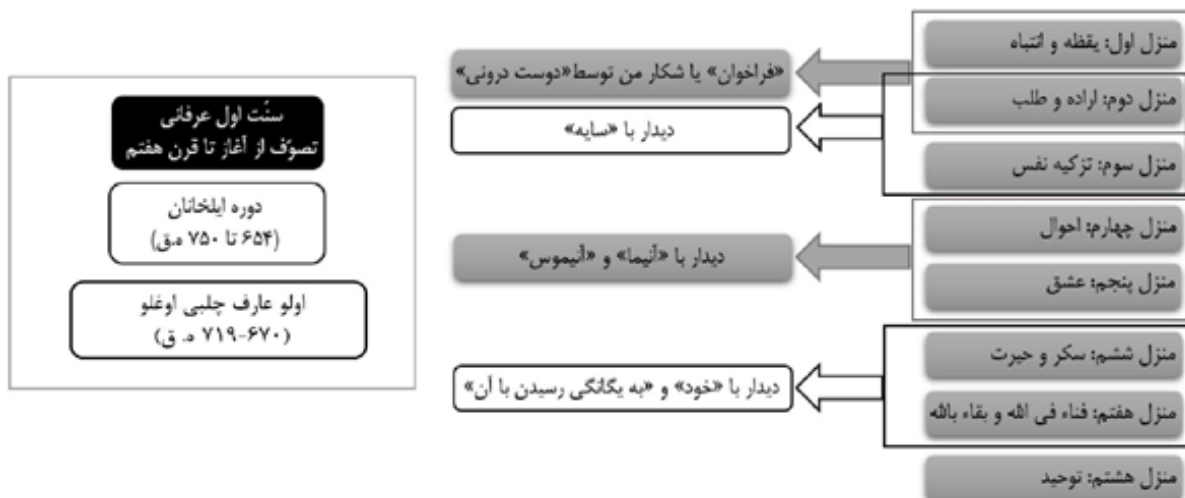 منزل اول: یقظه و انتباه
منزل دوم: اراده و طلب
منزل سوم: تزکیه نفس
منزل چهارم: احوال
منزل پنجم: عشق
منزل ششم: سکر و حیرت
منزل هفتم: فناء فی الله و بقاء بالله
منزل هشتم: توحید
«فراخوان» یا شکار من توسط«دوست درونی»
دیدار با «سایه»
دیدار با «آنیما» و «آنیموس»
دیدار با «خود» و «به یگانگی رسیدن با آن»
سنّت اول عرفانی
تصوّف از آغاز تا قرن هفتم
دوره ایلخانان
(۶۵۴ تا ۷۵۰ ه.ق)
اولو عارف چلبی اوغلو
(۶۷۰-۷۱۹ ه. ق)